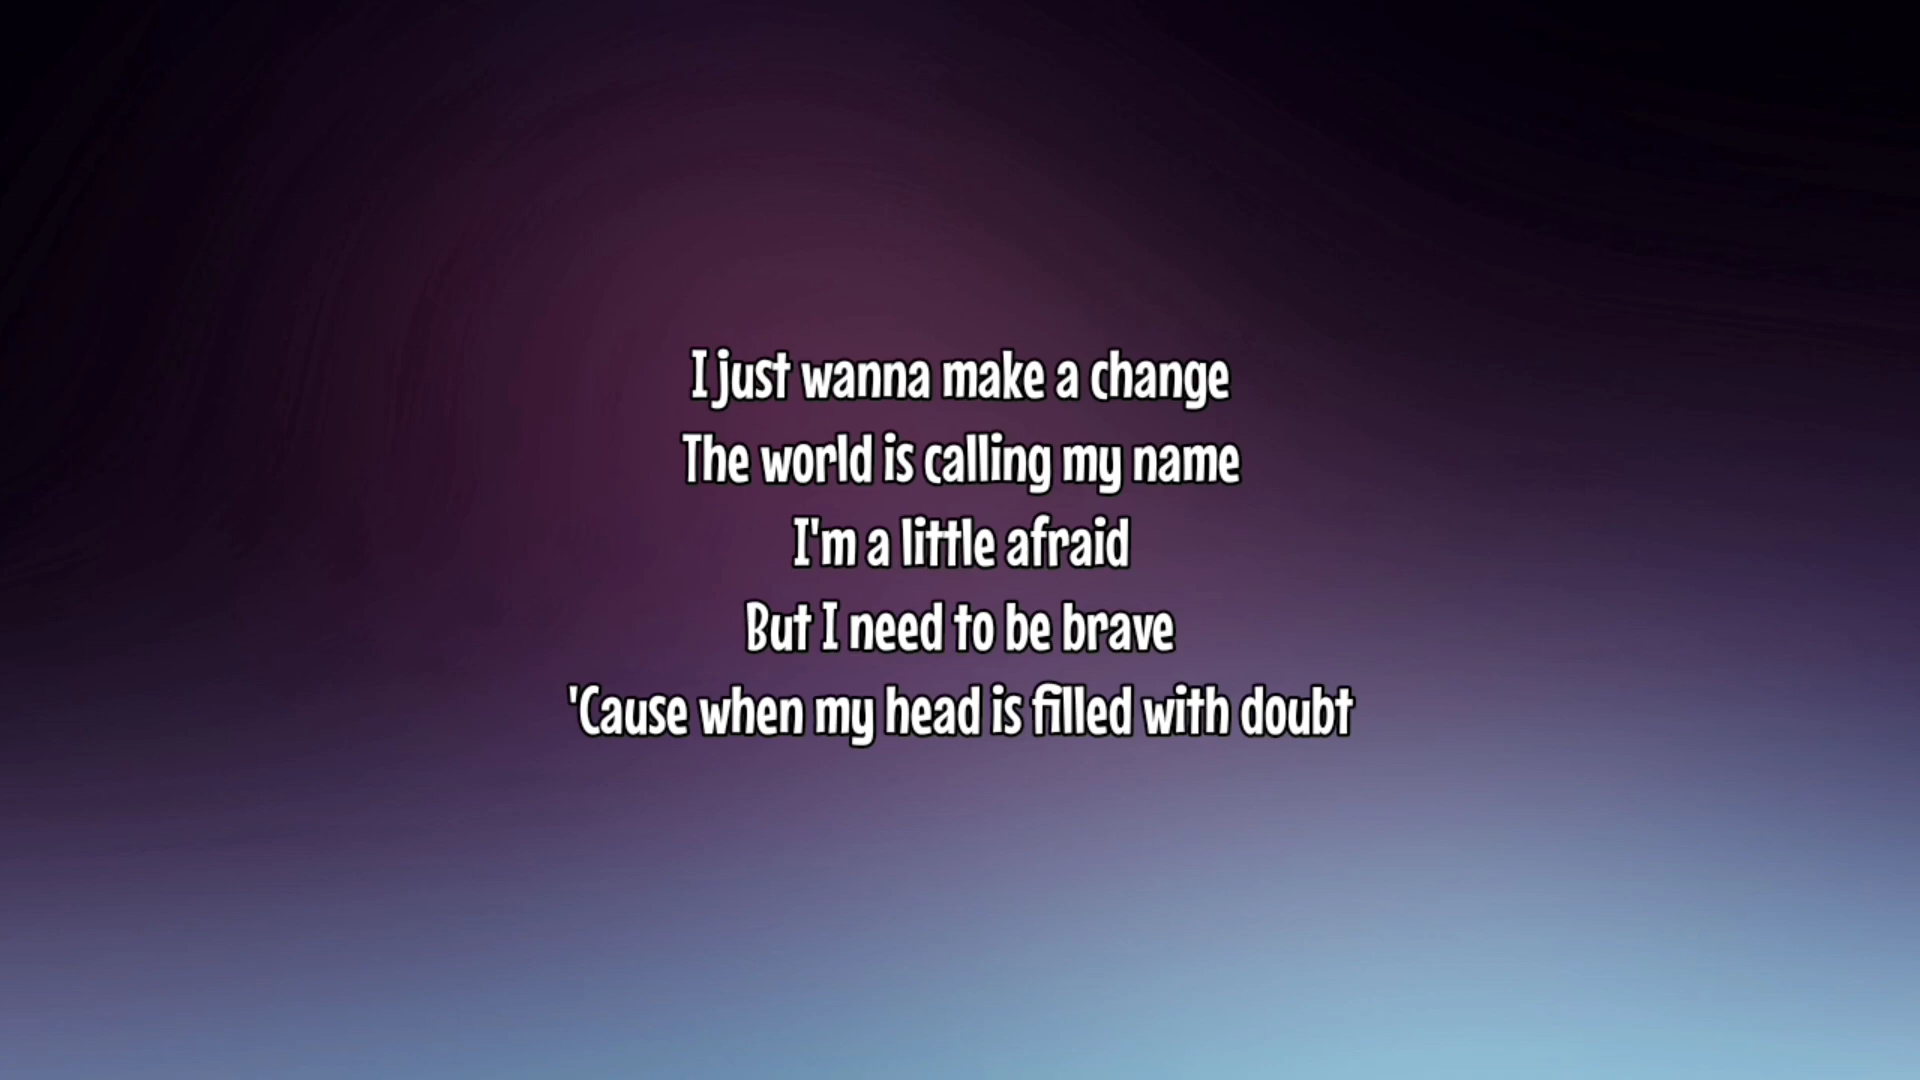 I just wanna make a change
The world is calling my name
I'm a little afraid
But I need to be brave
'Cause when my head is filled with doubt